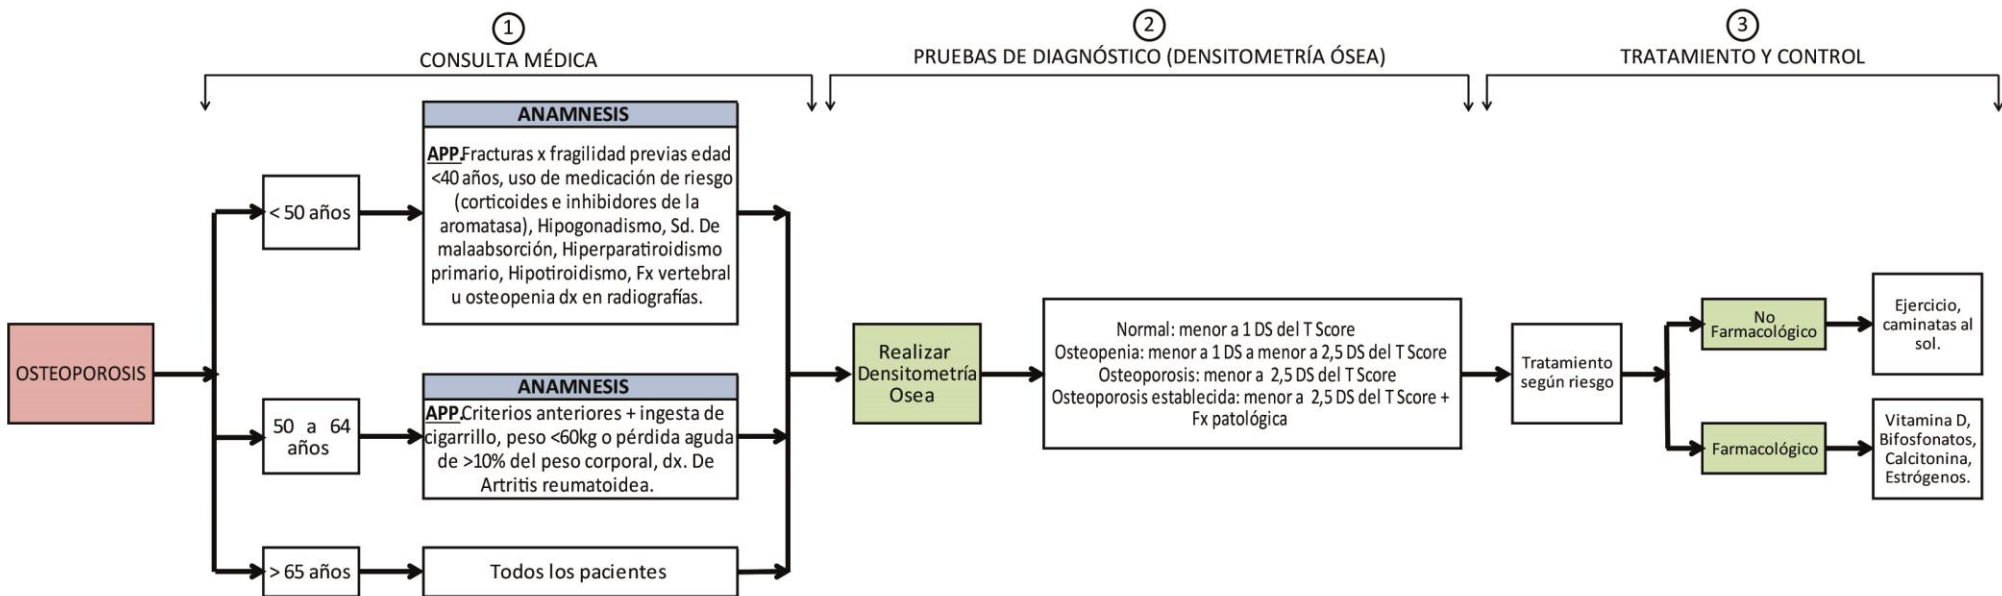 1
CONSULTA MÉDICA
2
PRUEBAS DE DIAGNÓSTICO (DENSITOMETRÍA ÓSEA)
3
TRATAMIENTO Y CONTROL
OSTEOPOROSIS
< 50 años
ANAMNESIS
APP.Fracturas x fragilidad previas edad
<40 años, uso de medicación de riesgo
(corticoides e inhibidores de la
aromatasa), Hipogonadismo, Sd. De
malaabsorción, Hiperparatiroidismo
primario, Hipotiroidismo, Fx vertebral
u osteopenia dx en radiografías.
50 a 64
años
ANAMNESIS
APP.Criterios anteriores + ingesta de
cigarrillo, peso <60kg o pérdida aguda
de >10% del peso corporal, dx. De
Artritis reumatoidea.
> 65 años
Todos los pacientes
Realizar
Densitometría
Osea
Normal: menor a 1 DS del T Score
Osteopenia: menor a 1 DS a menor a 2,5 DS del T Score
Osteoporosis: menor a 2,5 DS del T Score
Osteoporosis establecida: menor a 2,5 DS del T Score +
Fx patológica
Tratamiento
según riesgo
No
Farmacológico
Ejercicio,
caminatas al
sol.
Farmacológico
Vitamina D,
Bifosfonatos,
Calcitonina,
Estrógenos.